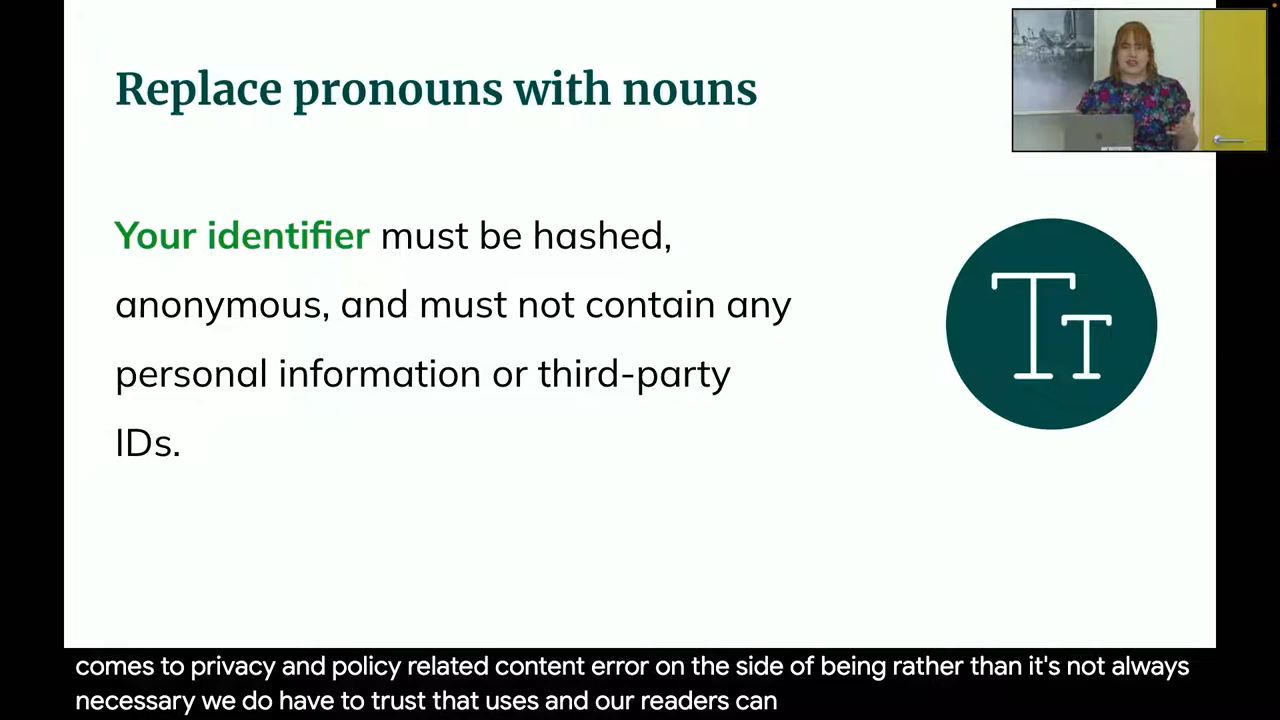 Replace pronouns with nouns
Your identifier must be hashed,
anonymous, and must not contain any
personal information or third-party
IDs.
TT
comes to privacy and policy related content error on the side of being rather than it's not always
necessary we do have to trust that uses and our readers can